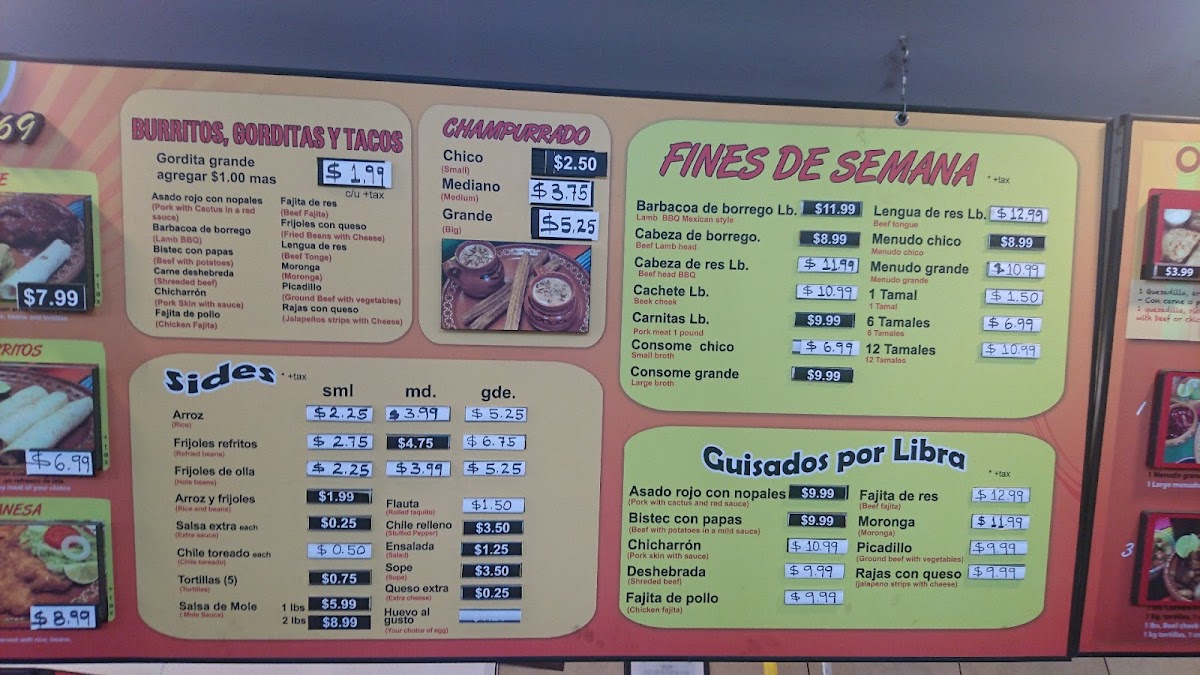 69
$7.99
RRITOS
$6.99
un refresco de lata
ANESA
$8.99
BURRITOS, GORDITAS Y TACOS
Gordita grande
agregar $1.00 mas
$1.99
c/u +tax
Asado rojo con nopales
(Pork with Cactus in a red
sauce)
Barbacoa de borrego
(Lamb BBQ)
Bistec con papas
(Beef with potatoes)
Carne deshebrada
(Shreeded beef)
Chicharrón
(Pork Skin with sauce)
Fajita de pollo
(Chicken Fajita)
Fajita de res
(Beef Fajita)
Frijoles con queso
(Fried Beans with Cheese)
Lengua de res
(Beef Tonge)
Moronga
(Moronga)
Picadillo
(Ground Beef with vegetables)
Rajas con queso
(Jalapeños strips with Cheese)
CHAMPURRADO
Chico $2.50
(Small)
Mediano $3.75
(Medium)
Grande $5.25
(Big)
Sides * +tax
sml md. gde.
Arroz $2.25 $3.99 $5.25
(Rice)
Frijoles refritos $2.75 $4.75 $6.75
(Refried beans)
Frijoles de olla $2.25 $3.99 $5.25
(Hole beans)
Arroz y frijoles $1.99
(Rice and beans)
Salsa extra each $0.25
(Extra sauce)
Chile toreado each $0.50
(Chile toreado)
Tortillas (5) $0.75
(Tortillas)
Salsa de Mole 1 lbs $5.99
(Mole Sauce) 2 lbs $8.99
Flauta $1.50
(Rolled taquito)
Chile relleno $3.50
(Stuffed Pepper)
Ensalada $1.25
(Salad)
Sope $3.50
(Sope)
Queso extra $0.25
(Extra cheese)
Huevo al
gusto
(Your choice of egg)
FINES DE SEMANA * +tax
Barbacoa de borrego Lb. $11.99
Lamb BBQ Mexican style
Cabeza de borrego. $8.99
Beef Lamb head
Cabeza de res Lb. $11.99
Beef head BBQ
Cachete Lb. $10.99
Beek cheek
Carnitas Lb. $9.99
Pork meat 1 pound
Consome chico $6.99
Small broth
Consome grande $9.99
Large broth
Lengua de res Lb. $12.99
Beef tongue
Menudo chico $8.99
Menudo chico
Menudo grande $10.99
Menudo grande
1 Tamal $1.50
1 Tamal
6 Tamales $6.99
6 Tamales
12 Tamales $10.99
12 Tamales
Guisados por Libra * +tax
Asado rojo con nopales $9.99
(Pork with cactus and red sauce)
Bistec con papas $9.99
(Beef with potatoes in a mild sauce)
Chicharrón $10.99
(Pork skin with sauce)
Deshebrada $9.99
(Shreded beef)
Fajita de pollo $9.99
(Chicken fajita)
Fajita de res $12.99
(Beef fajita)
Moronga $11.99
(Moronga)
Picadillo $9.99
(Ground beef with vegetables)
Rajas con queso $9.99
(jalapeno strips with cheese)
$3.99
1 Quesadilla,
- Con carne
1 quesadilla,
with beef or
1
3